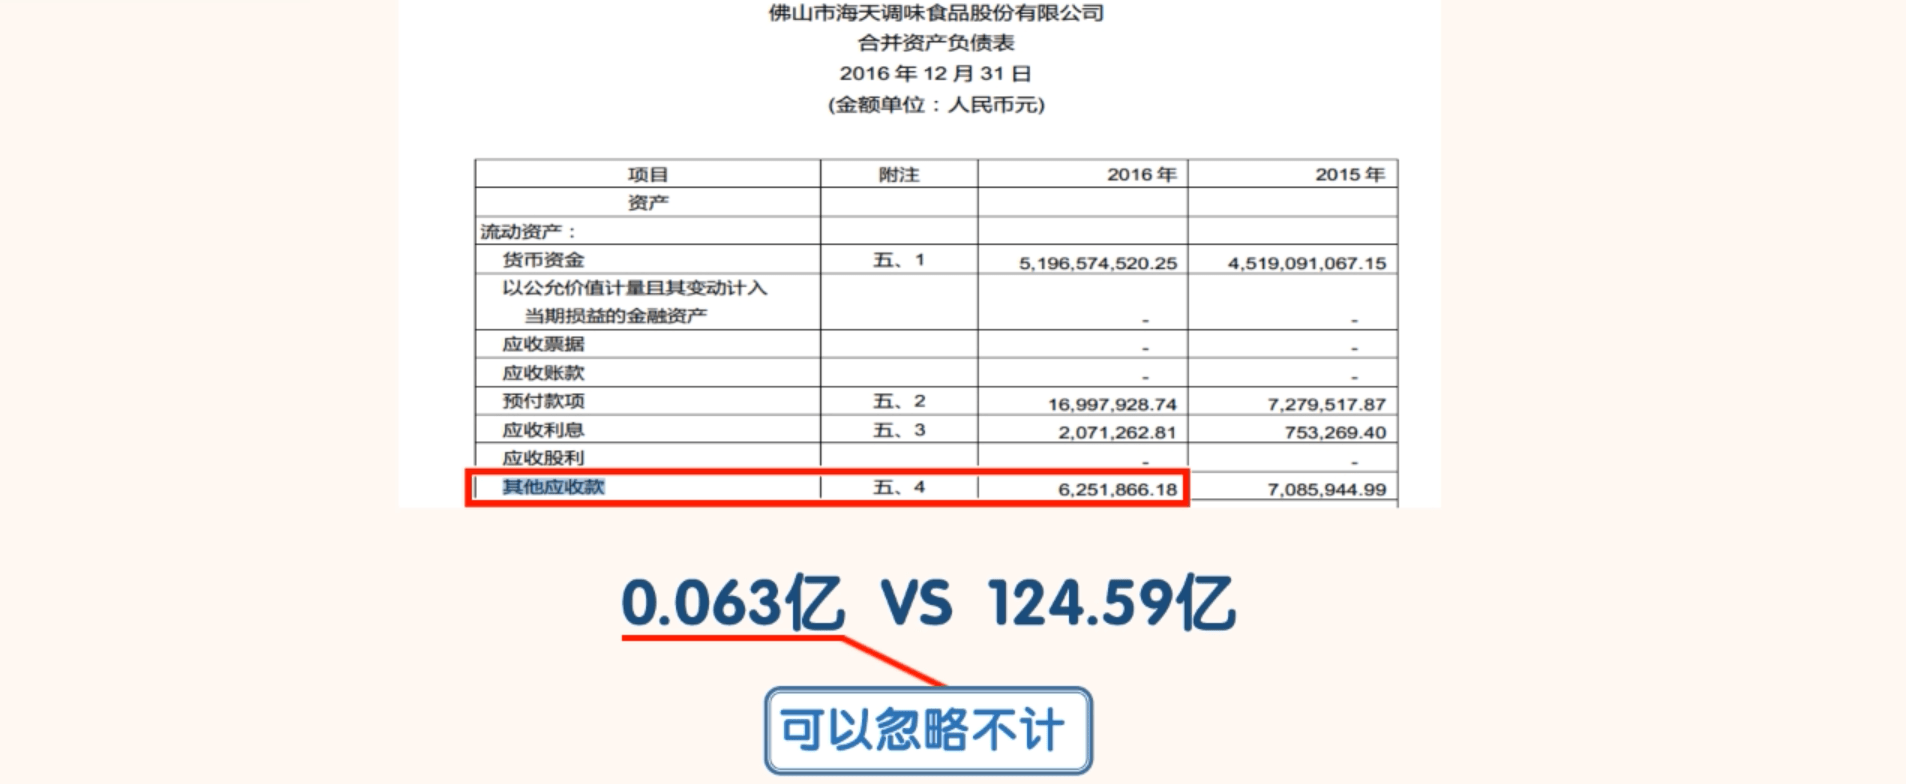 佛山市海天调味食品股份有限公司
合并资产负债表
2016 年 12 月 31 日
(金额单位：人民币元)
项目 附注 2016 年 2015 年
资产
流动资产：
货币资金 五、1 5,196,574,520.25 4,519,091,067.15
以公允价值计量且其变动计入
当期损益的金融资产 - -
应收票据 - -
应收账款 - -
预付款项 五、2 16,997,928.74 7,279,517.87
应收利息 五、3 2,071,262.81 753,269.40
应收股利 - -
其他应收款 五、4 6,251,866.18 7,085,944.99
0.063亿 VS 124.59亿
可以忽略不计